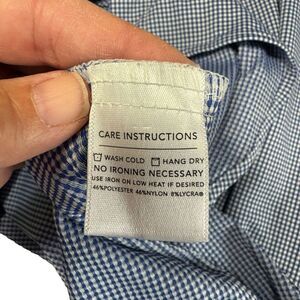 CARE INSTRUCTIONS
WASH COLD HANG DRY
NO IRONING NECESSARY
USE IRON ON LOW HEAT IF DESIRED
46%POLYESTER 46%NYLON 8%LYCRA®